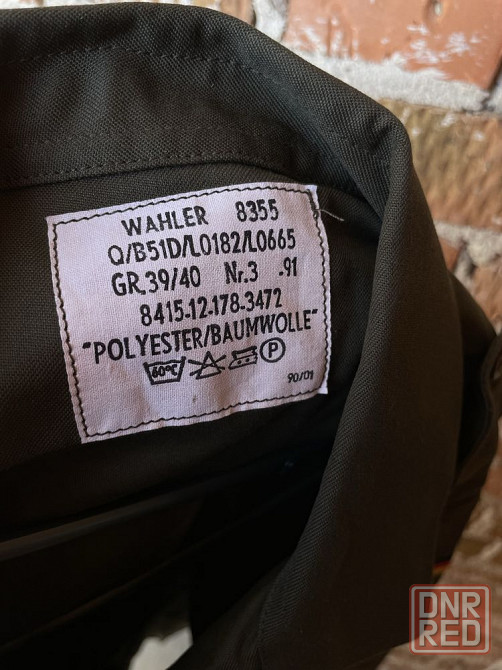 WAHLER 8355
Q/B51D/L0182/L0665
GR.39/40 Nr.3 .91
8415-12-178-3472
"POLYESTER/BAUMWOLLE"
60°C P
90/01
DNR
RED